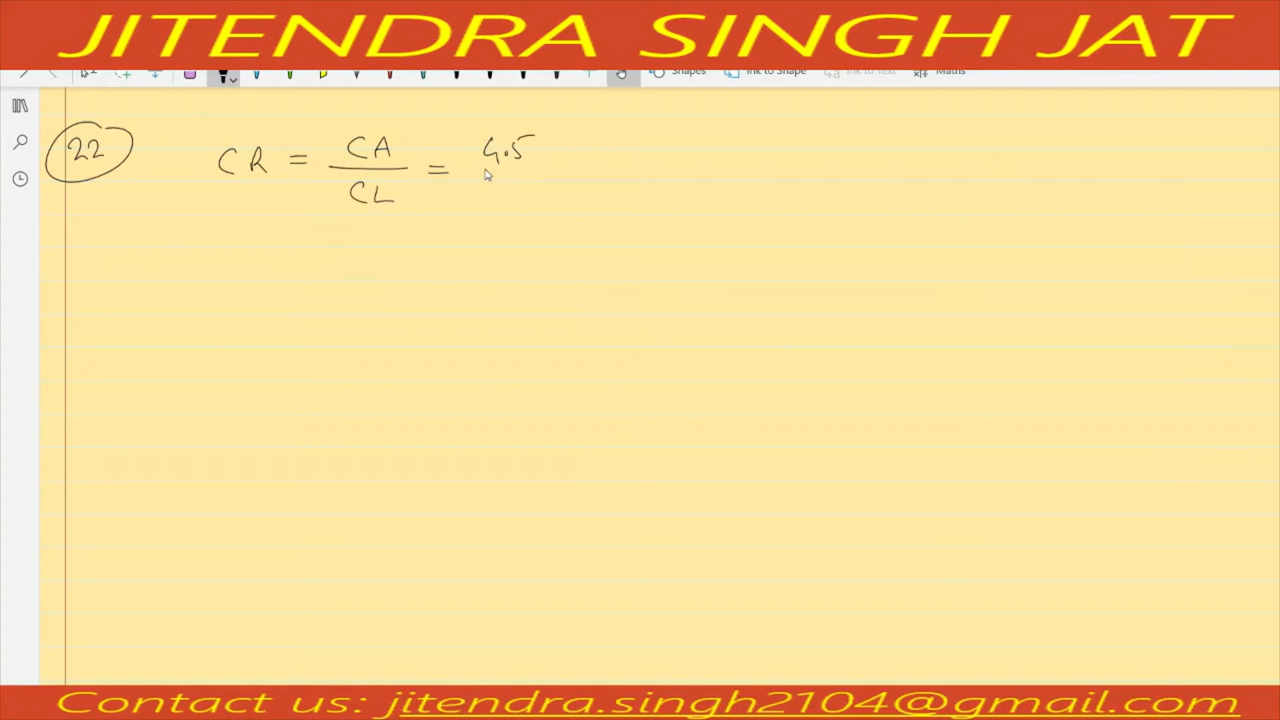 JITENDRA SINGH JAT
Shapes Ink to Shape Ink to Text Maths
22 CR = CA / CL = 4.5
Contact us: jitendra.singh2104@gmail.com